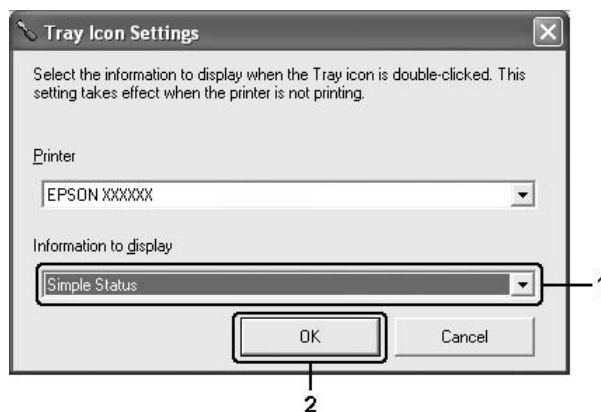 Tray Icon Settings
Select the information to display when the Tray icon is double-clicked. This
setting takes effect when the printer is not printing.
Printer
EPSON XXXXXX
Information to display
Simple Status
1
OK
Cancel
2